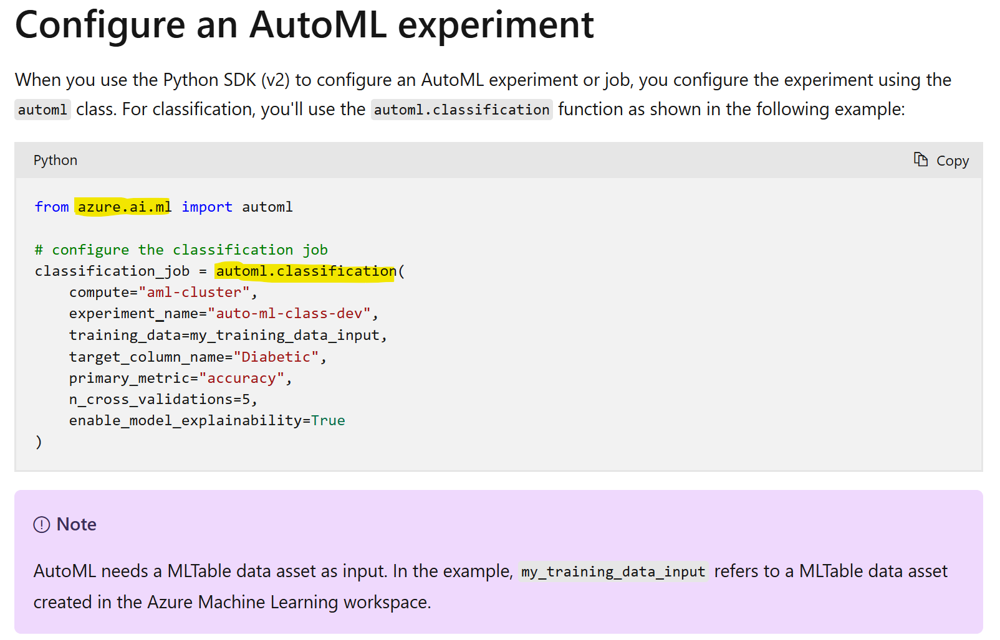 Configure an AutoML experiment
When you use the Python SDK (v2) to configure an AutoML experiment or job, you configure the experiment using the
automl class. For classification, you'll use the automl.classification function as shown in the following example:
Python
Copy
from azure.ai.ml import automl
# configure the classification job
classification_job = automl.classification(
    compute="aml-cluster",
    experiment_name="auto-ml-class-dev",
    training_data=my_training_data_input,
    target_column_name="Diabetic",
    primary_metric="accuracy",
    n_cross_validations=5,
    enable_model_explainability=True
)
Note
AutoML needs a MLTable data asset as input. In the example, my_training_data_input refers to a MLTable data asset
created in the Azure Machine Learning workspace.